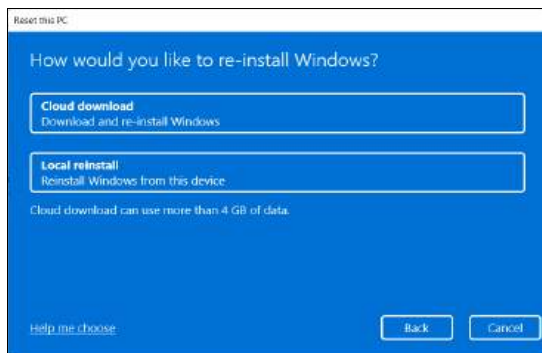 Reset this PC
How would you like to re-install Windows?
Cloud download
Download and re-install Windows
Local reinstall
Reinstall Windows from this device
Cloud download can use more than 4 GB of data.
Help me choose
Back
Cancel